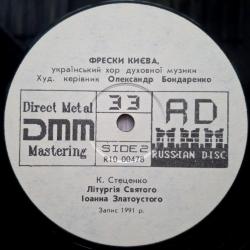 ФРЕСКИ КИЄВА,
український хор духовної музики
Худ. керівник Олександр Бондаренко
Direct Metal
DMM
Mastering
33
SIDE 2
R10 00478
RD
RUSSIAN DISC
К. Стеценко
Літургія Святого
Іоанна Златоустого
Запис 1991 р.